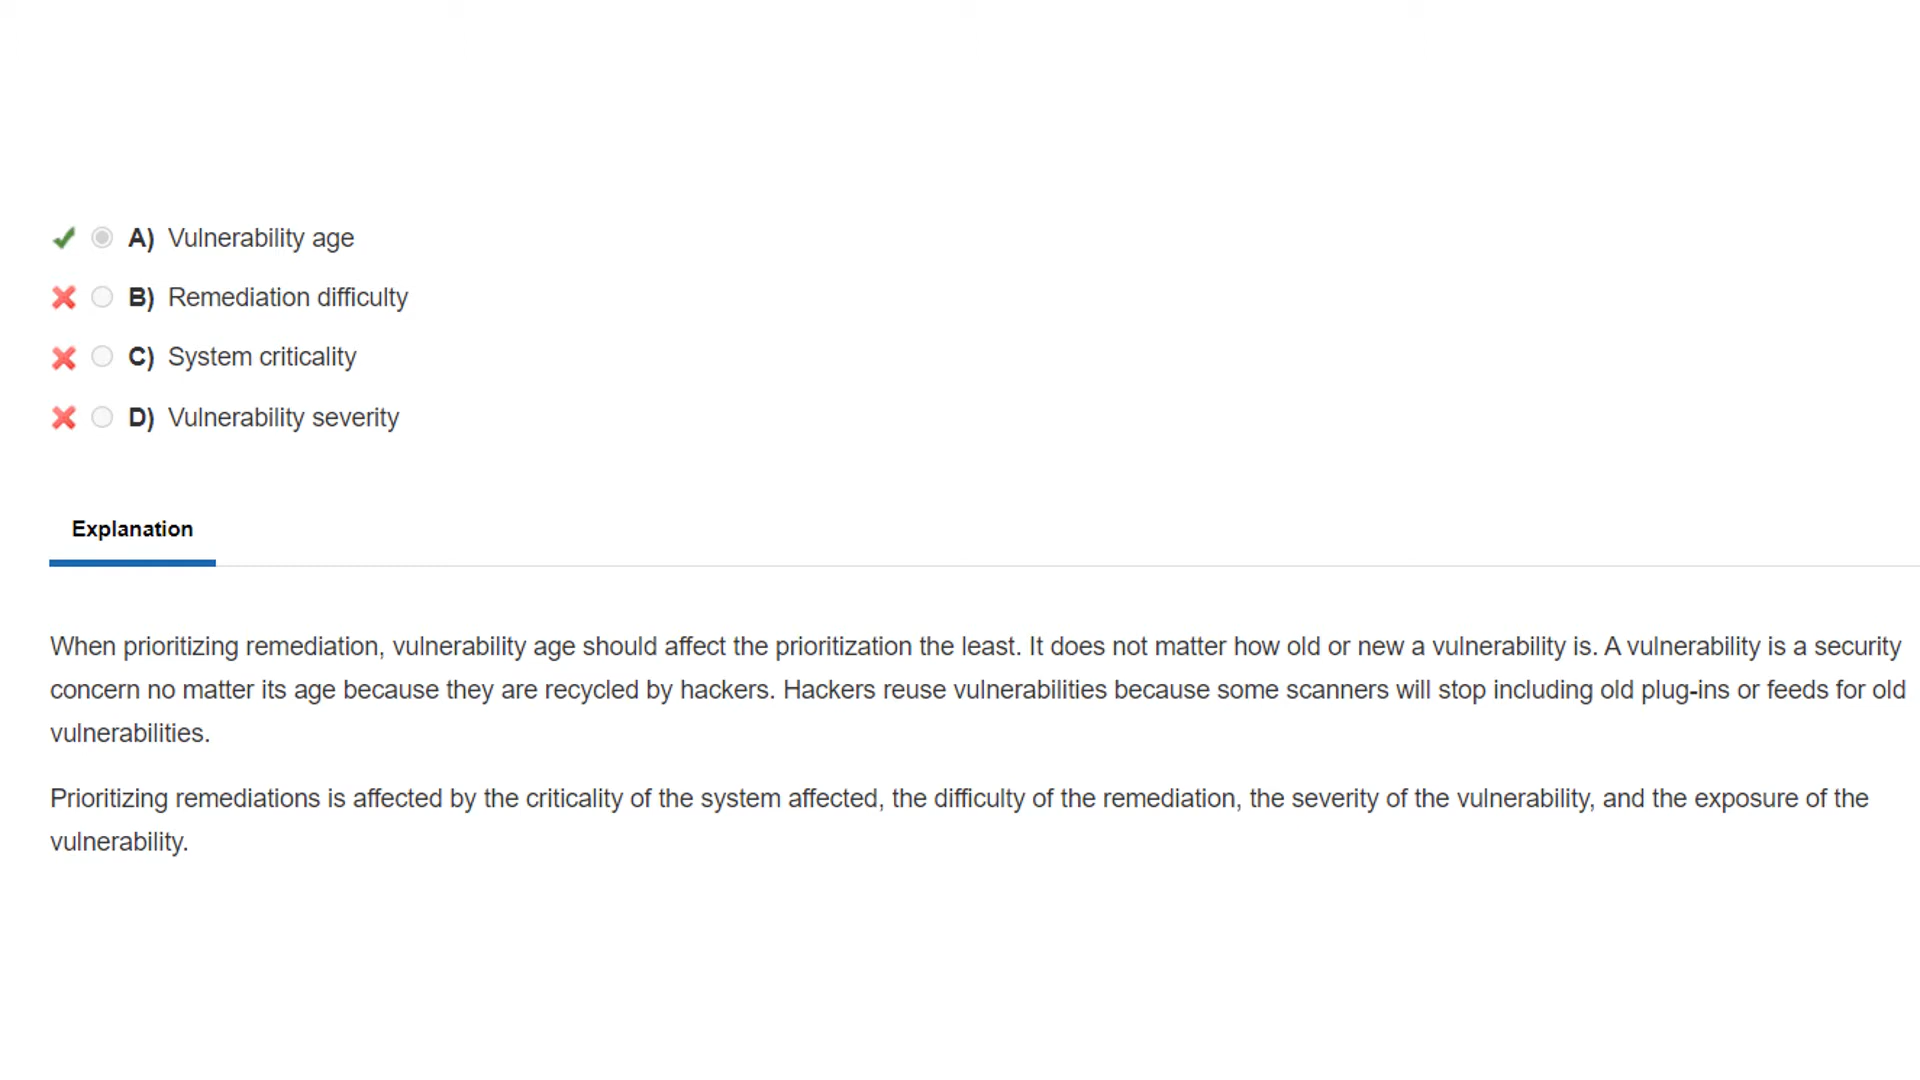 A) Vulnerability age
B) Remediation difficulty
C) System criticality
D) Vulnerability severity
Explanation
When prioritizing remediation, vulnerability age should affect the prioritization the least. It does not matter how old or new a vulnerability is. A vulnerability is a security
concern no matter its age because they are recycled by hackers. Hackers reuse vulnerabilities because some scanners will stop including old plug-ins or feeds for old
vulnerabilities.
Prioritizing remediations is affected by the criticality of the system affected, the difficulty of the remediation, the severity of the vulnerability, and the exposure of the
vulnerability.